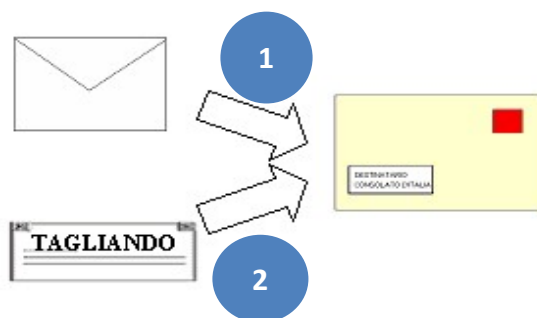 1
DESTINATARIO
CONSOLATO D'ITALIA
TAGLIANDO
2